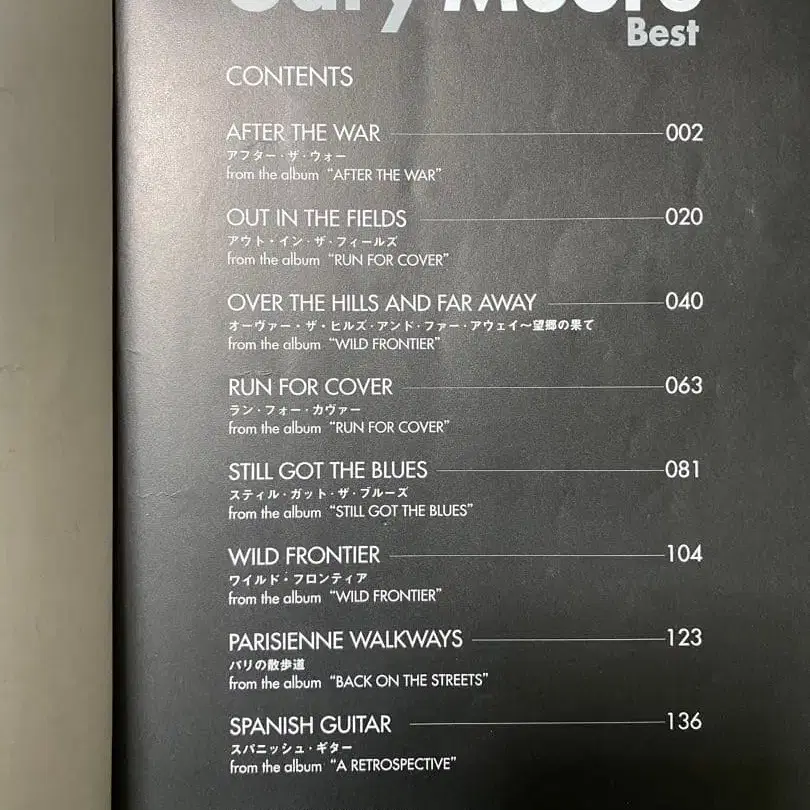 Gary Moore
Best
CONTENTS
AFTER THE WAR 002
アフター・ザ・ウォー
from the album “AFTER THE WAR”
OUT IN THE FIELDS 020
アウト・イン・ザ・フィールズ
from the album “RUN FOR COVER”
OVER THE HILLS AND FAR AWAY 040
オーヴァー・ザ・ヒルズ・アンド・ファー・アウェイ〜望郷の果て
from the album “WILD FRONTIER”
RUN FOR COVER 063
ラン・フォー・カヴァー
from the album “RUN FOR COVER”
STILL GOT THE BLUES 081
スティル・ガット・ザ・ブルーズ
from the album “STILL GOT THE BLUES”
WILD FRONTIER 104
ワイルド・フロンティア
from the album “WILD FRONTIER”
PARISIENNE WALKWAYS 123
パリの散歩道
from the album “BACK ON THE STREETS”
SPANISH GUITAR 136
スパニッシュ・ギター
from the album “A RETROSPECTIVE”